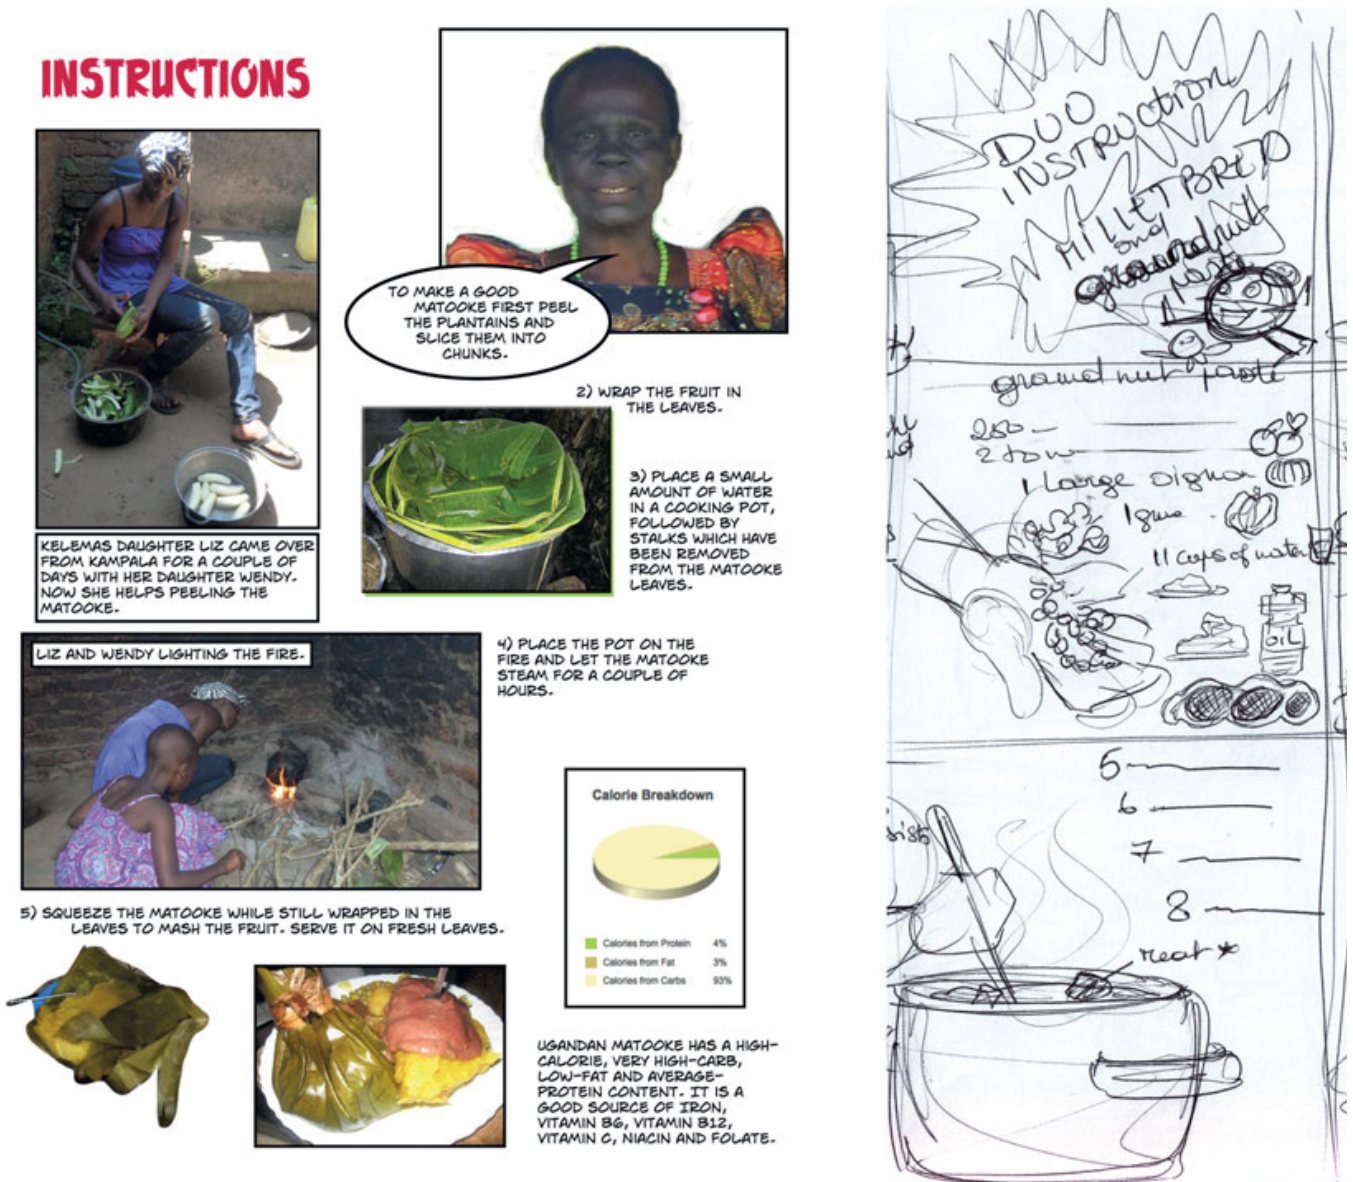 INSTRUCTIONS
TO MAKE A GOOD
MATOOKE FIRST PEEL
THE PLANTAINS AND
SLICE THEM INTO
CHUNKS.
KELEMAS DAUGHTER LIZ CAME OVER
FROM KAMPALA FOR A COUPLE OF
DAYS WITH HER DAUGHTER WENDY.
NOW SHE HELPS PEELING THE
MATOOKE.
2) WRAP THE FRUIT IN
THE LEAVES.
3) PLACE A SMALL
AMOUNT OF WATER
IN A COOKING POT,
FOLLOWED BY
STALKS WHICH HAVE
BEEN REMOVED
FROM THE MATOOKE
LEAVES.
LIZ AND WENDY LIGHTING THE FIRE.
4) PLACE THE POT ON THE
FIRE AND LET THE MATOOKE
STEAM FOR A COUPLE OF
HOURS.
5) SQUEEZE THE MATOOKE WHILE STILL WRAPPED IN THE
LEAVES TO MASH THE FRUIT. SERVE IT ON FRESH LEAVES.
Calorie Breakdown
Calories from Protein 4%
Calories from Fat 3%
Calories from Carbs 93%
UGANDAN MATOOKE HAS A HIGH-
CALORIE, VERY HIGH-CARB,
LOW-FAT AND AVERAGE-
PROTEIN CONTENT. IT IS A
GOOD SOURCE OF IRON,
VITAMIN B6, VITAMIN B12,
VITAMIN C, NIACIN AND FOLATE.
DUO
INSTRUCTION
MILLET BRED
and
groundnut
paste
ground nut paste
250
2
1 Large oignon
1
11 cups of water
OIL
5
6
7
8
meat *